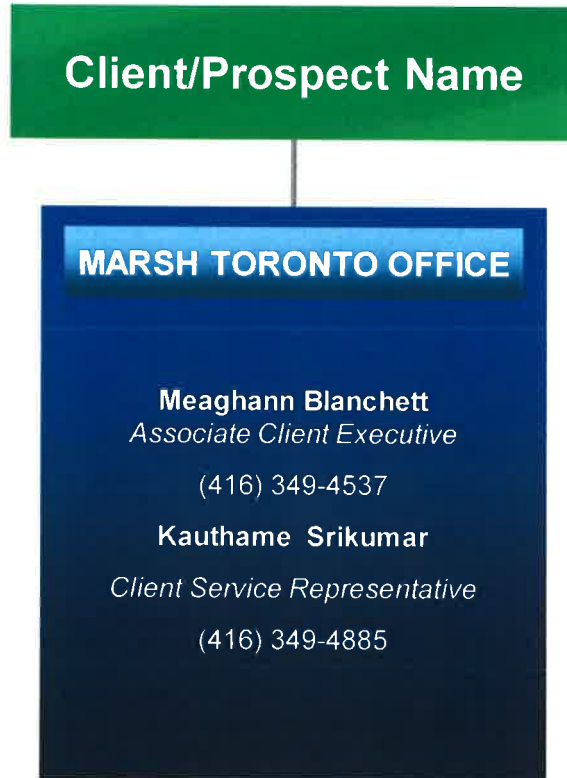 Client/Prospect Name
MARSH TORONTO OFFICE
Meaghann Blanchett
Associate Client Executive
(416) 349-4537
Kauthame Srikumar
Client Service Representative
(416) 349-4885